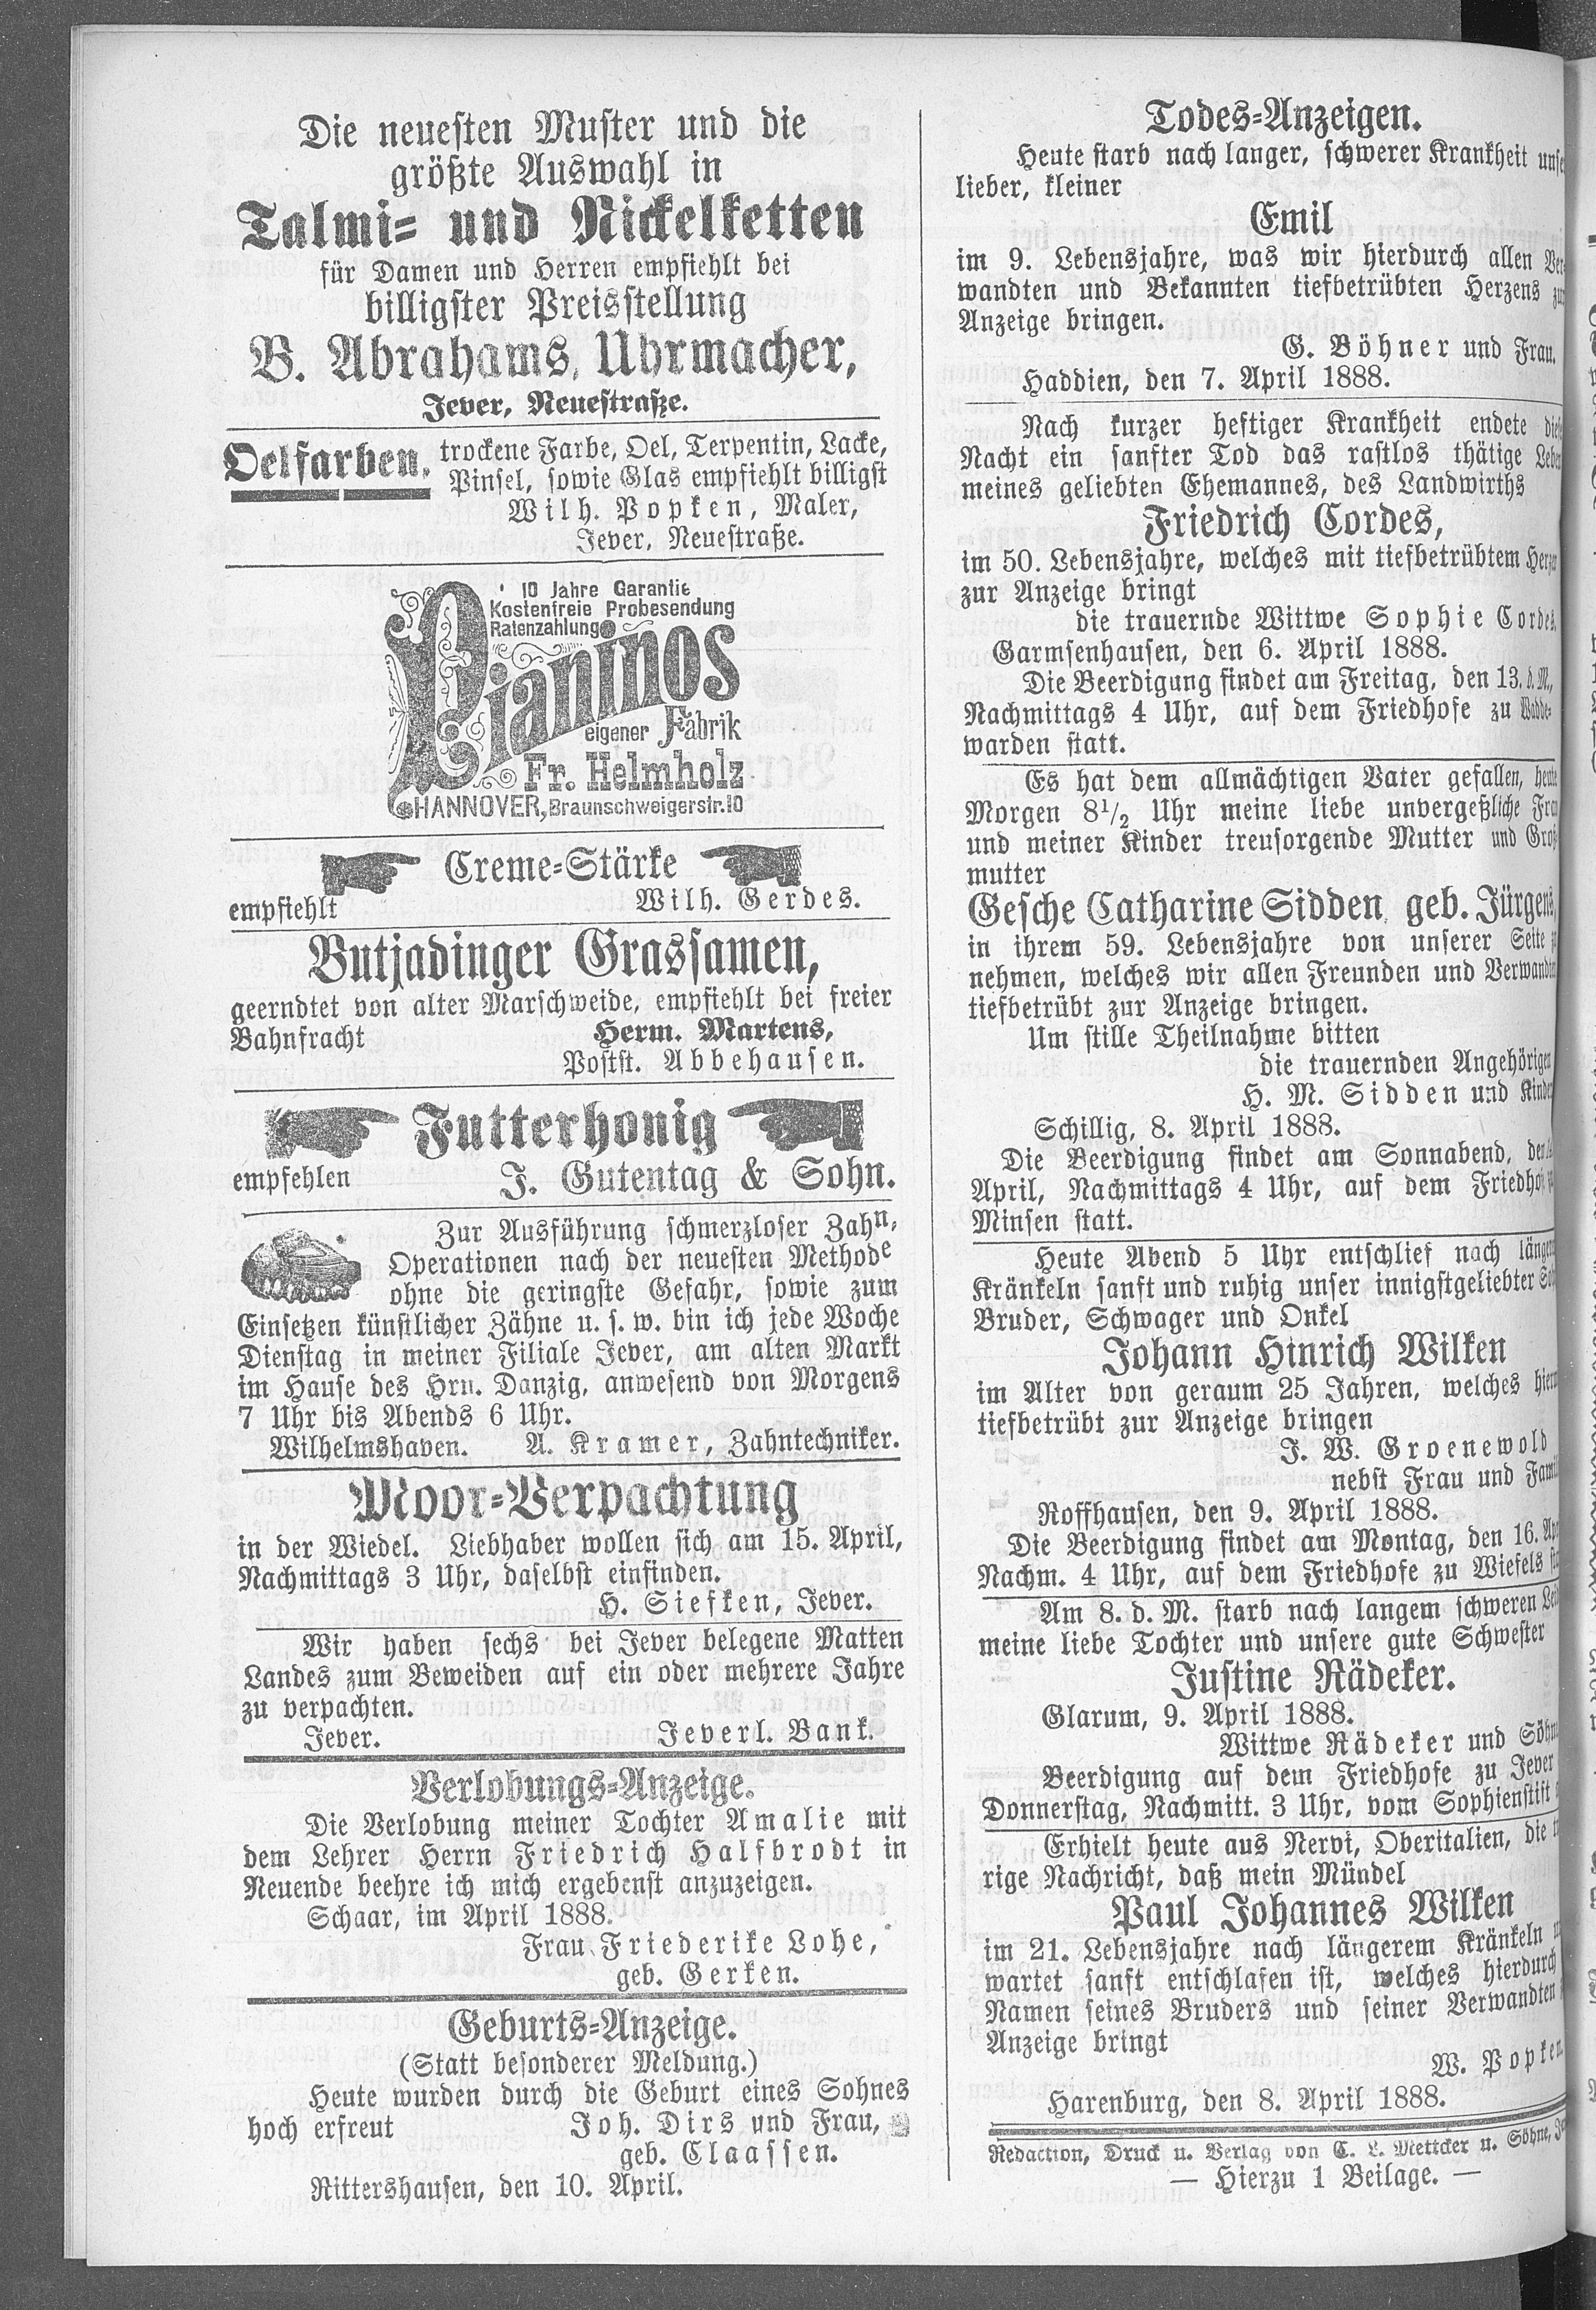 Die neuesten Muster und die
größte Auswahl in
Talmi- und Nickelketten
für Damen und Herren empfiehlt bei
billigster Preisstellung
B. Abrahams, Uhrmacher,
Jever, Neuestraße.
Oelfarben, trockene Farbe, Oel, Terpentin, Lacke,
Pinsel, sowie Glas empfiehlt billigst
Wilh. Popken, Maler,
Jever, Neuestraße.
10 Jahre Garantie
Kostenfreie Probesendung
Ratenzahlung
Pianinos
eigener Fabrik
Fr. Helmholz
HANNOVER, Braunschweigerstr. 10
Creme-Stärke
empfiehlt Wilh. Gerdes.
Butjadinger Grassamen,
geerndtet von alter Marschweide, empfiehlt bei freier
Bahnfracht Herm. Martens,
Postst. Abbehausen.
Futterhonig
empfehlen J. Gutentag & Sohn.
Zur Ausführung schmerzloser Zahn-
Operationen nach der neuesten Methode
ohne die geringste Gefahr, sowie zum
Einsetzen künstlicher Zähne u. s. w. bin ich jede Woche
Dienstag in meiner Filiale Jever, am alten Markt
im Hause des Hrn. Danzig, anwesend von Morgens
7 Uhr bis Abends 6 Uhr.
Wilhelmshaven. A. Kramer, Zahntechniker.
Moor-Verpachtung
in der Wiedel. Liebhaber wollen sich am 15. April,
Nachmittags 3 Uhr, daselbst einfinden.
H. Siefken, Jever.
Wir haben sechs bei Jever belegene Matten
Landes zum Beweiden auf ein oder mehrere Jahre
zu verpachten.
Jever. Jeverl. Bank.
Verlobungs-Anzeige.
Die Verlobung meiner Tochter Amalie mit
dem Lehrer Herrn Friedrich Halfbrodt in
Neuende beehre ich mich ergebenst anzuzeigen.
Schaar, im April 1888.
Frau Friederike Lohe,
geb. Gerken.
Geburts-Anzeige.
(Statt besonderer Meldung.)
Heute wurden durch die Geburt eines Sohnes
hoch erfreut Joh. Dirs und Frau,
geb. Claassen.
Rittershausen, den 10. April.
Todes-Anzeigen.
Heute starb nach langer, schwerer Krankheit unse
lieber, kleiner
Emil
im 9. Lebensjahre, was wir hierdurch allen Ver-
wandten und Bekannten tiefbetrübten Herzens zur
Anzeige bringen.
G. Böhner und Frau.
Haddien, den 7. April 1888.
Nach kurzer heftiger Krankheit endete diese
Nacht ein sanfter Tod das rastlos thätige Leben
meines geliebten Ehemannes, des Landwirths
Friedrich Cordes,
im 50. Lebensjahre, welches mit tiefbetrübtem Herzen
zur Anzeige bringt
die trauernde Wittwe Sophie Cordes.
Garmsenhausen, den 6. April 1888.
Die Beerdigung findet am Freitag, den 13. d. M.,
Nachmittags 4 Uhr, auf dem Friedhofe zu Wadde-
warden statt.
Es hat dem allmächtigen Vater gefallen, heute
Morgen 8½ Uhr meine liebe unvergeßliche Frau
und meiner Kinder treusorgende Mutter und Groß-
mutter
Gesche Catharine Sidden, geb. Jürgens,
in ihrem 59. Lebensjahre von unserer Seite zu
nehmen, welches wir allen Freunden und Verwandten
tiefbetrübt zur Anzeige bringen.
Um stille Theilnahme bitten
die trauernden Angehörigen
H. M. Sidden und Kinder
Schillig, 8. April 1888.
Die Beerdigung findet am Sonnabend, den
April, Nachmittags 4 Uhr, auf dem Friedhof
Minsen statt.
Heute Abend 5 Uhr entschlief nach länger
Kränkeln sanft und ruhig unser innigstgeliebter
Bruder, Schwager und Onkel
Johann Hinrich Wilken
im Alter von geraum 25 Jahren, welches hierm
tiefbetrübt zur Anzeige bringen
J. W. Groenewold
nebst Frau und Famil
Roffhausen, den 9. April 1888.
Die Beerdigung findet am Montag, den 16. Apr
Nachm. 4 Uhr, auf dem Friedhofe zu Wiefels
Am 8. d. M. starb nach langem schweren Leid
meine liebe Tochter und unsere gute Schwester
Justine Rädeker.
Glarum, 9. April 1888.
Wittwe Rädeker und Söhn
Beerdigung auf dem Friedhofe zu Jever
Donnerstag, Nachmitt. 3 Uhr, vom Sophienstift
Erhielt heute aus Nervi, Oberitalien, die
rige Nachricht, daß mein Mündel
Paul Johannes Wilken
im 21. Lebensjahre nach längerem Kränkeln
wartet sanft entschlafen ist, welches hierdurch
Namen seines Bruders und seiner Verwandten
Anzeige bringt
W. Popken.
Harenburg, den 8. April 1888.
Redaction, Druck u. Verlag von C. L. Mettcker u. Söhne,
— Hierzu 1 Beilage. —